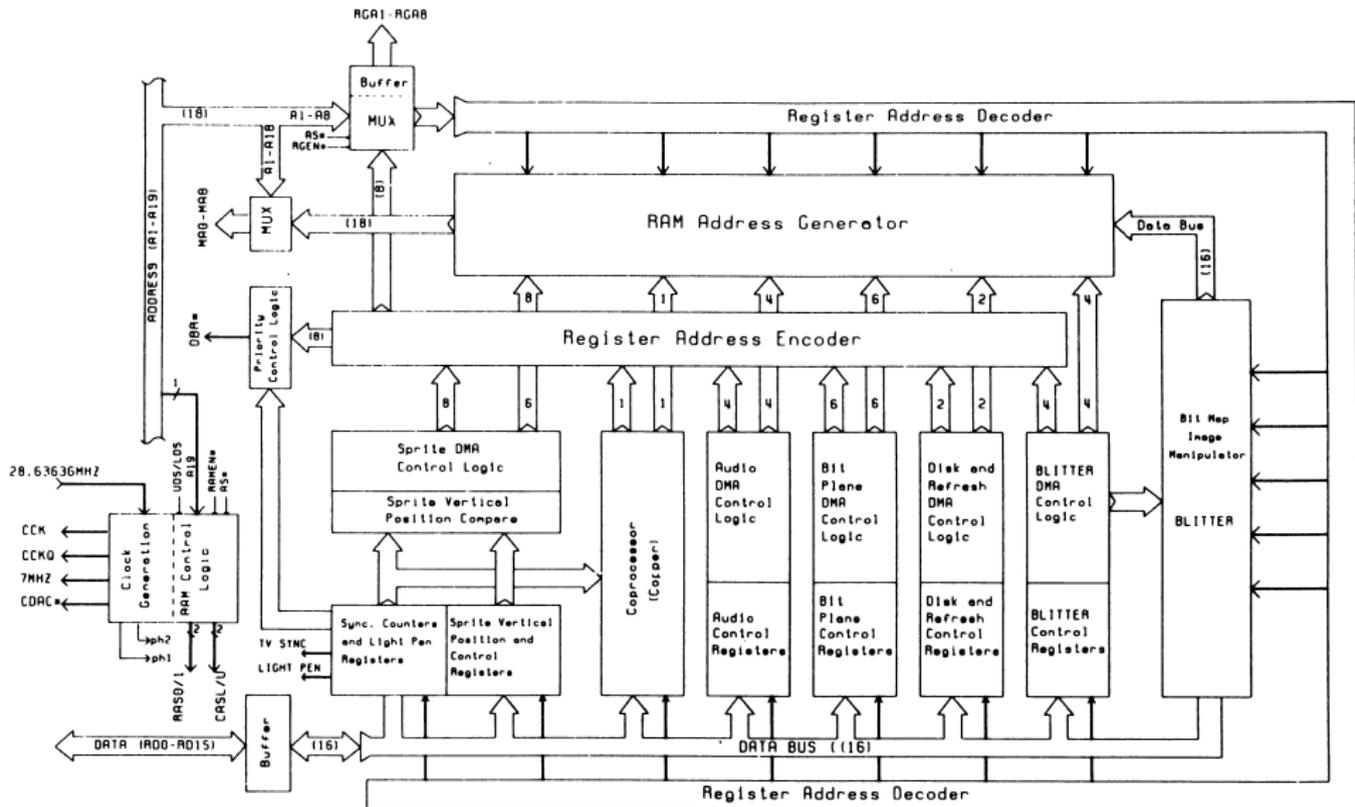 RGA1-RGA8
Buffer
MUX
(18)
A1-A8
AS*
RGEN*
A1-A18
(8)
Register Address Decoder
MA0-MA8
MUX
(18)
RAM Address Generator
Data Bus
(16)
ADDRESS (A1-A19)
8
1
4
6
2
4
DBR*
Priority
Control Logic
(8)
Register Address Encoder
1
8
6
1
1
4
4
6
6
2
2
4
4
28.63636MHZ
UDS/LDS
A19
RAMEN*
AS*
CCK
CCKQ
7MHZ
CDAC*
Clock
Generation
RAM Control
Logic
ph2
ph1
2
2
RAS0/1
CASL/U
Sprite DMA
Control Logic
Sprite Vertical
Position Compare
Sync. Counters
and Light Pen
Registers
Sprite Vertical
Position and
Control
Registers
TV SYNC
LIGHT PEN
Coprocessor
(Copper)
Audio
DMA
Control
Logic
Audio
Control
Registers
Bit
Plane
DMA
Control
Logic
Bit
Plane
Control
Registers
Disk and
Refresh
DMA
Control
Logic
Disk and
Refresh
Control
Registers
BLITTER
DMA
Control
Logic
BLITTER
Control
Registers
Bit Map
Image
Manipulator
BLITTER
DATA (RD0-RD15)
Buffer
(16)
DATA BUS ((16)
Register Address Decoder